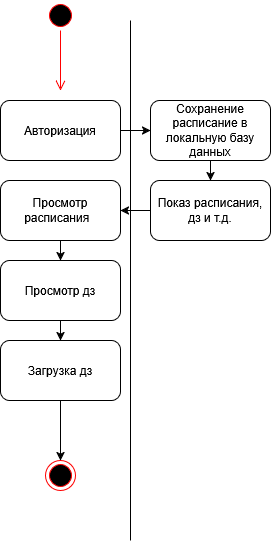 Авторизация
Сохранение
расписание в
локальную базу
данных
Просмотр
расписания
Показ расписания,
дз и т.д.
Просмотр дз
Загрузка дз